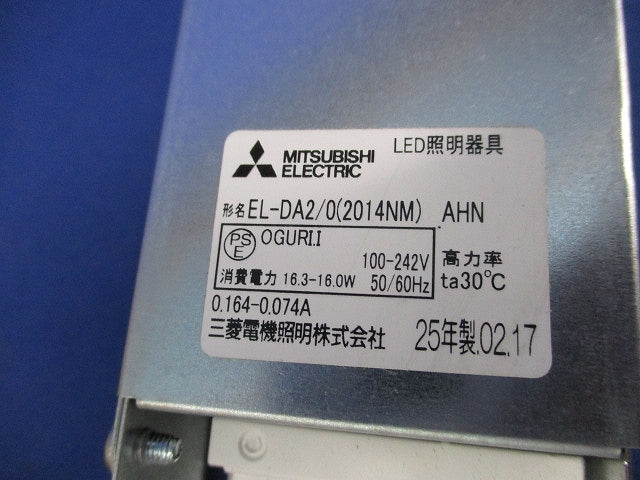 MITSUBISHI ELECTRIC LED照明器具
形名 EL-DA2/0(2014NM) AHN
PSE OGURI.I
100-242V 高力率
消費電力 16.3-16.0W 50/60Hz ta30℃
0.164-0.074A
三菱電機照明株式会社 25年製.02.17